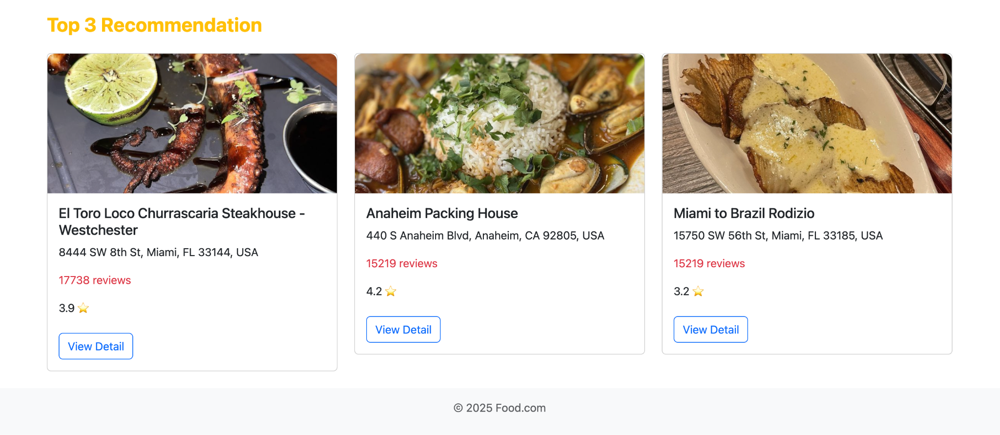 Top 3 Recommendation
El Toro Loco Churrascaria Steakhouse -
Westchester
8444 SW 8th St, Miami, FL 33144, USA
17738 reviews
3.9 ⭐
View Detail
Anaheim Packing House
440 S Anaheim Blvd, Anaheim, CA 92805, USA
15219 reviews
4.2 ⭐
View Detail
Miami to Brazil Rodizio
15750 SW 56th St, Miami, FL 33185, USA
15219 reviews
3.2 ⭐
View Detail
© 2025 Food.com